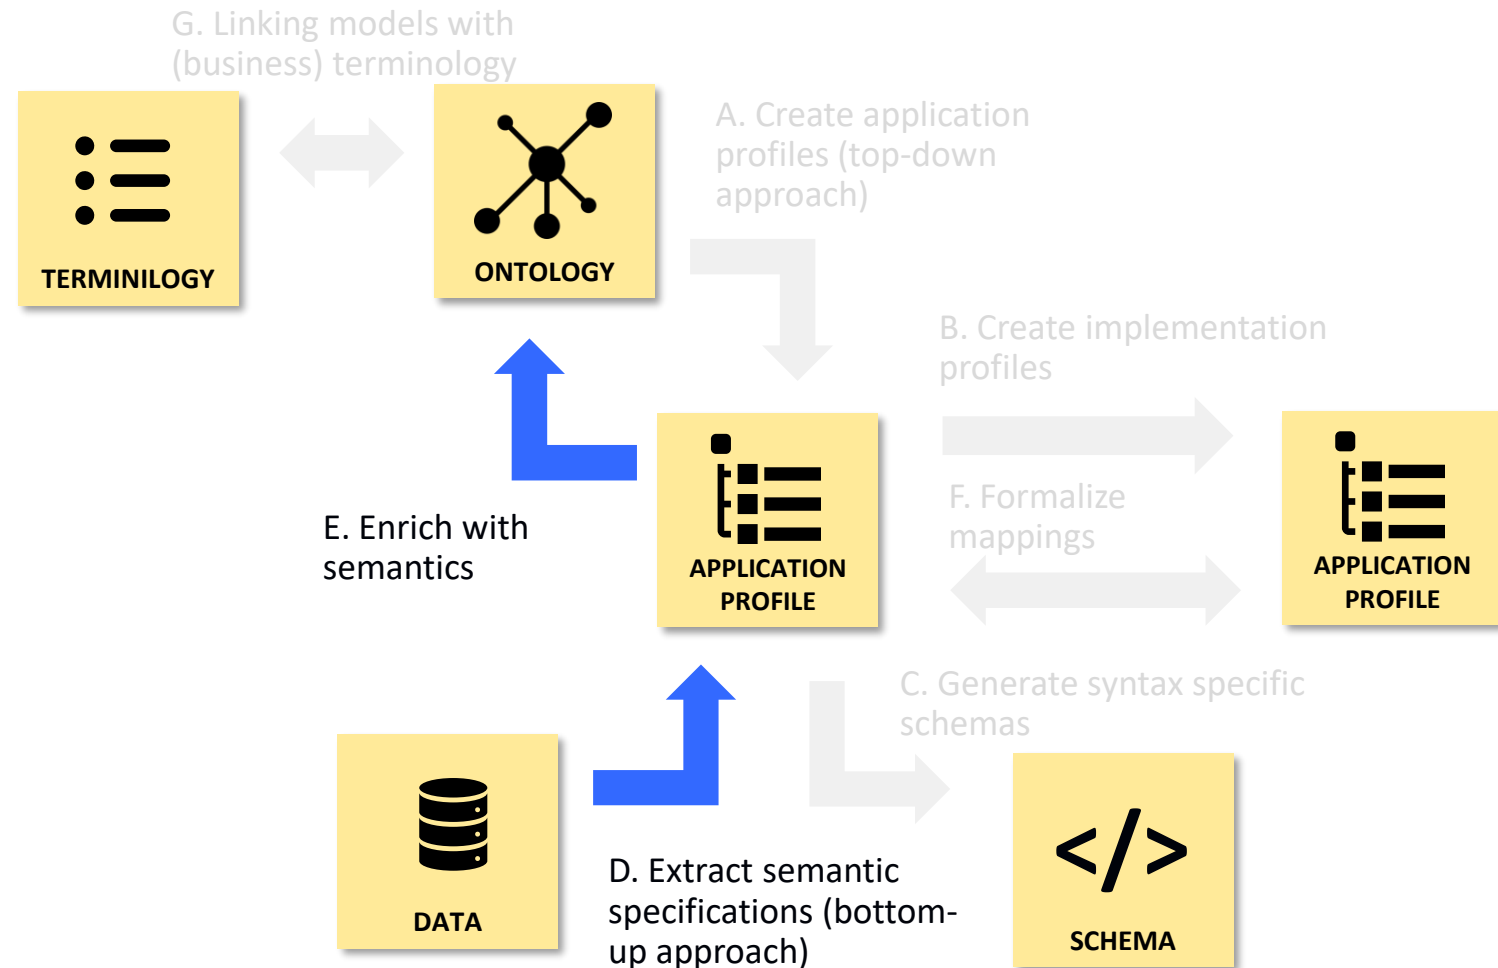 G. Linking models with
(business) terminology
TERMINILOGY
ONTOLOGY
A. Create application
profiles (top-down
approach)
B. Create implementation
profiles
E. Enrich with
semantics
APPLICATION
PROFILE
F. Formalize
mappings
APPLICATION
PROFILE
C. Generate syntax specific
schemas
DATA
D. Extract semantic
specifications (bottom-
up approach)
</>
SCHEMA